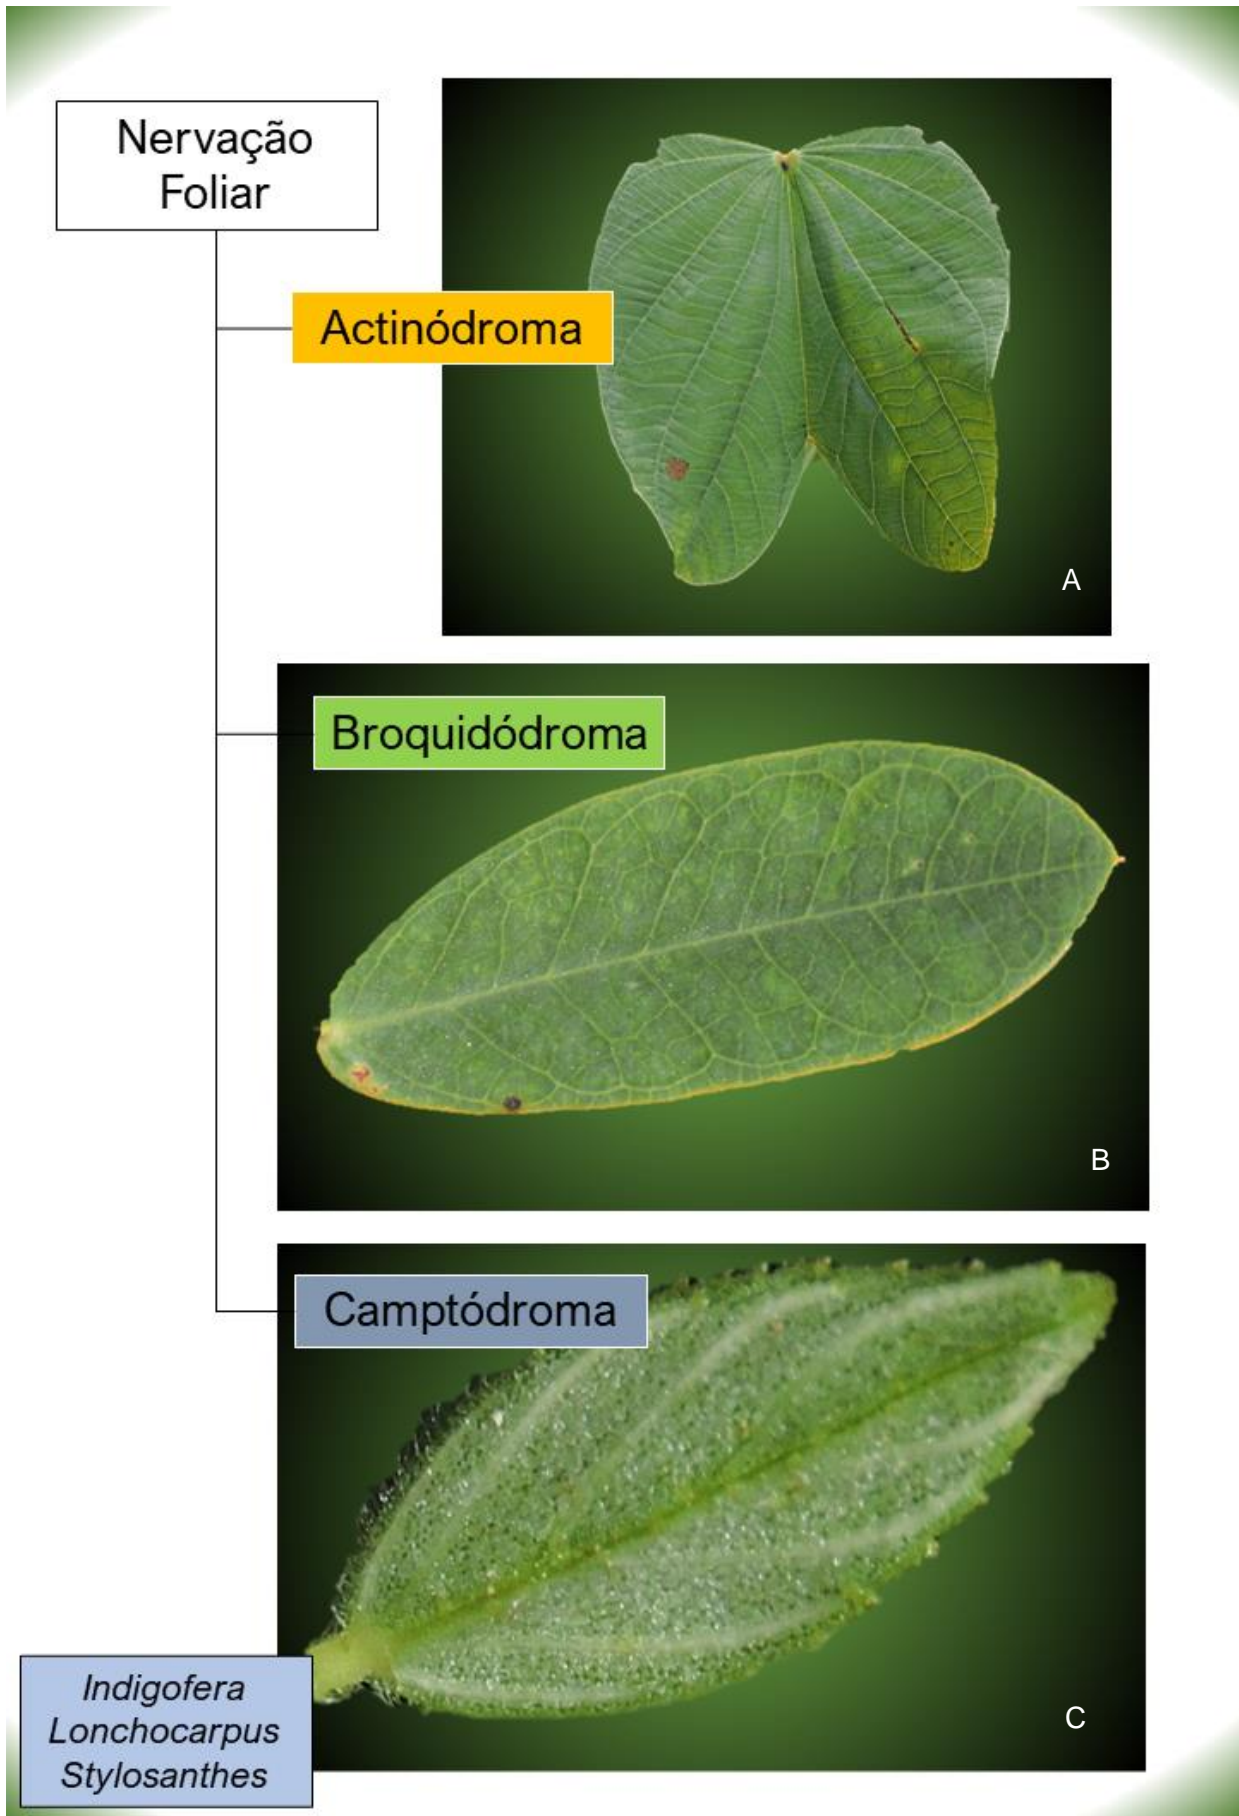 Nervação
Foliar
Actinódroma
A
Broquidódroma
B
Camptódroma
C
Indigofera
Lonchocarpus
Stylosanthes